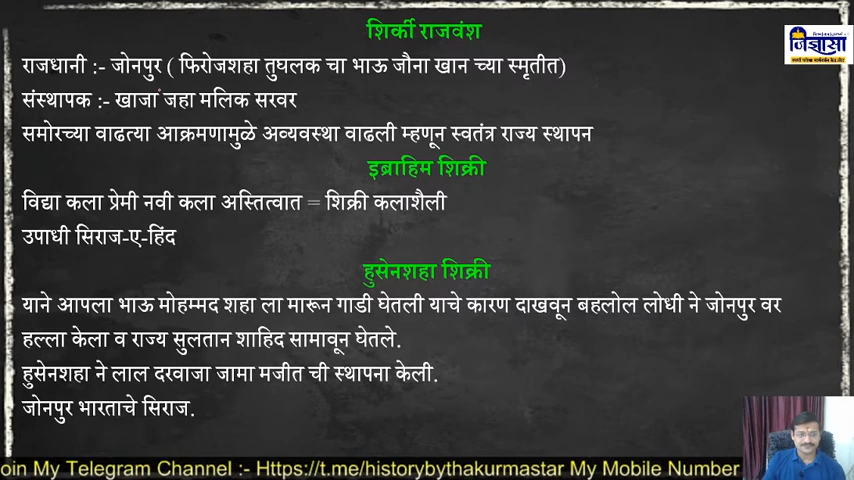 शिर्की राजवंश
जिज्ञासा
राजधानी :- जोनपुर ( फिरोजशहा तुघलक चा भाऊ जौना खान च्या स्मृतीत)
संस्थापक :- खाजां जहा मलिक सरवर
समोरच्या वाढत्या आक्रमणामुळे अव्यवस्था वाढली म्हणून स्वतंत्र राज्य स्थापन
इब्राहिम शिक्री
विद्या कला प्रेमी नवी कला अस्तित्वात = शिक्री कलाशैली
उपाधी सिराज-ए-हिंद
हुसेनशहा शिक्री
याने आपला भाऊ मोहम्मद शहा ला मारून गाडी घेतली याचे कारण दाखवून बहलोल लोधी ने जोनपुर वर
हल्ला केला व राज्य सुलतान शाहिद सामावून घेतले.
हुसेनशहा ने लाल दरवाजा जामा मजीत ची स्थापना केली.
जोनपुर भारताचे सिराज.
oin My Telegram Channel :- Https://t.me/historybythakurmastar My Mobile Number